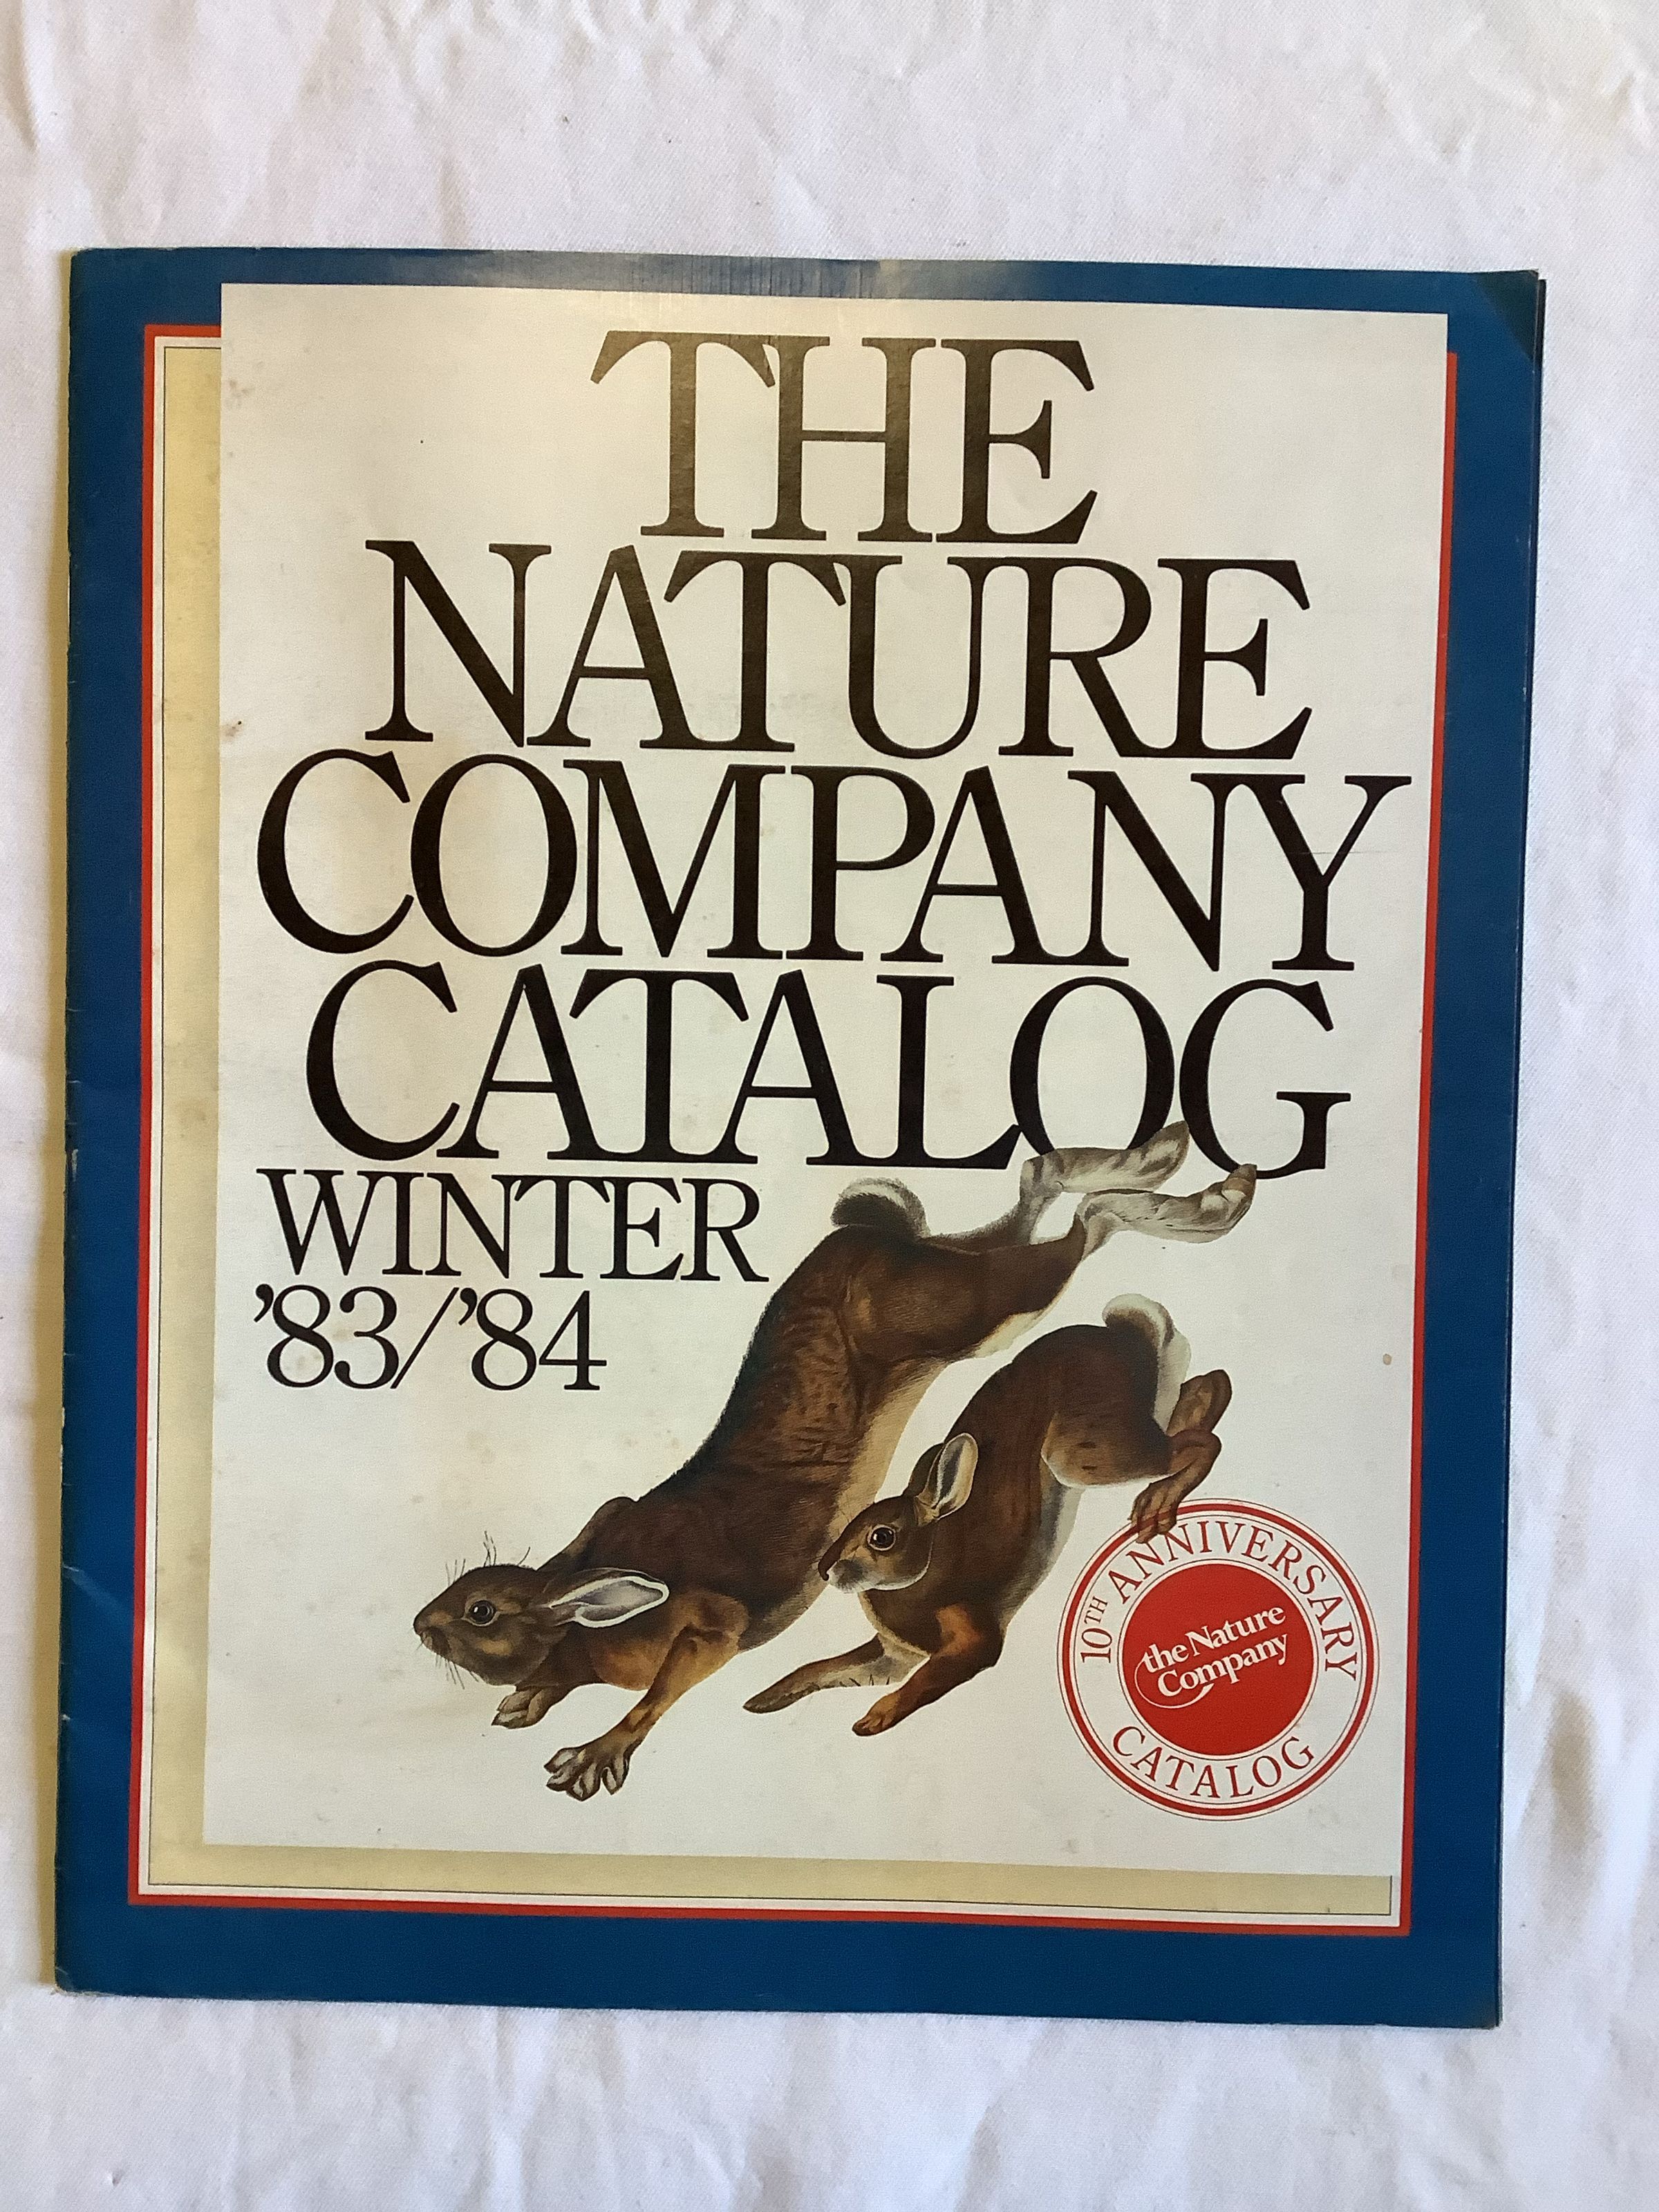 THE
NATURE
COMPANY
CATALOG
WINTER
’83/’84
10TH ANNIVERSARY
the Nature
Company
CATALOG